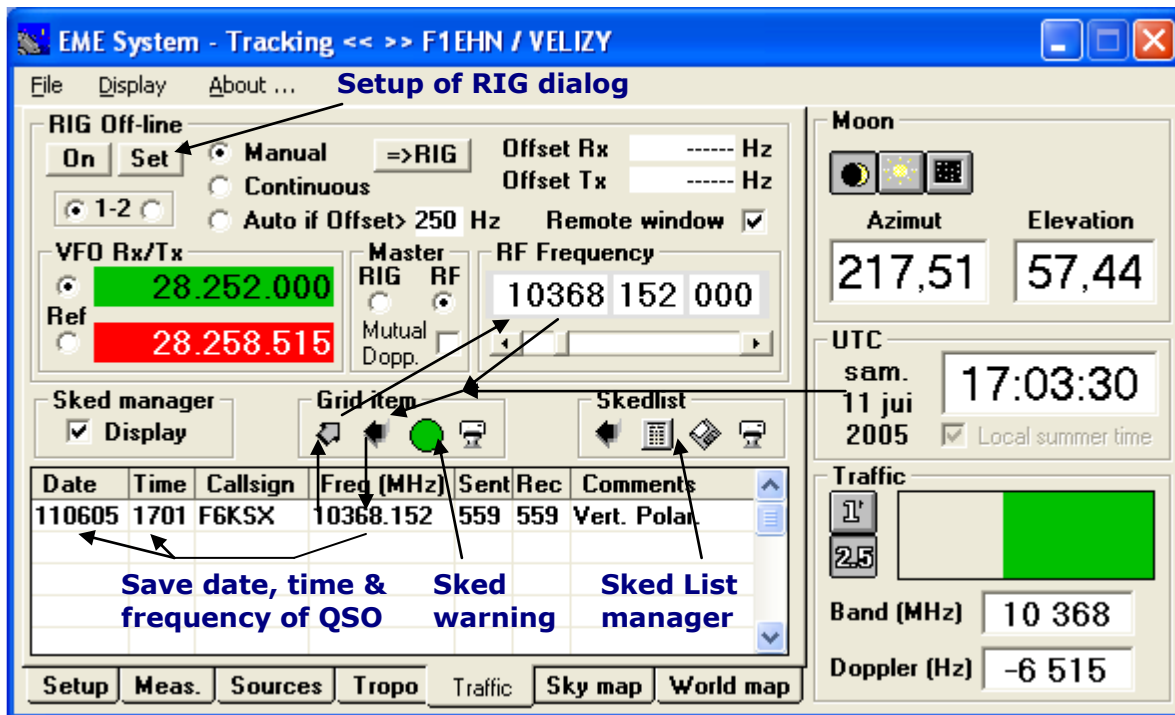 EME System - Tracking << >> F1EHN / VELIZY
File Display About ...
Setup of RIG dialog
RIG Off-line
On Set Manual =>RIG Offset Rx ------ Hz
Continuous Offset Tx ------ Hz
1-2 Auto if Offset> 250 Hz Remote window
VFO Rx/Tx Master RF Frequency
28.252.000 RIG RF 10368 152 000
Ref
28.258.515 Mutual Dopp.
Sked manager Grid item Skedlist
Display
Date Time Callsign Freq (MHz) Sent Rec Comments
110605 1701 F6KSX 10368.152 559 559 Vert. Polar.
Save date, time &
frequency of QSO
Sked
warning
Sked List
manager
Setup Meas. Sources Tropo Traffic Sky map World map
Moon
Azimut Elevation
217,51 57,44
UTC
sam.
11 jui
2005
17:03:30
Local summer time
Traffic
1'
2.5
Band (MHz) 10 368
Doppler (Hz) -6 515